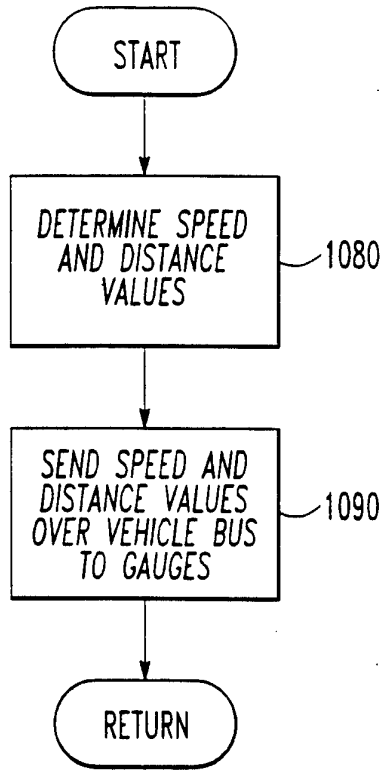 START
DETERMINE SPEED
AND DISTANCE
VALUES
1080
SEND SPEED AND
DISTANCE VALUES
OVER VEHICLE BUS
TO GAUGES
1090
RETURN